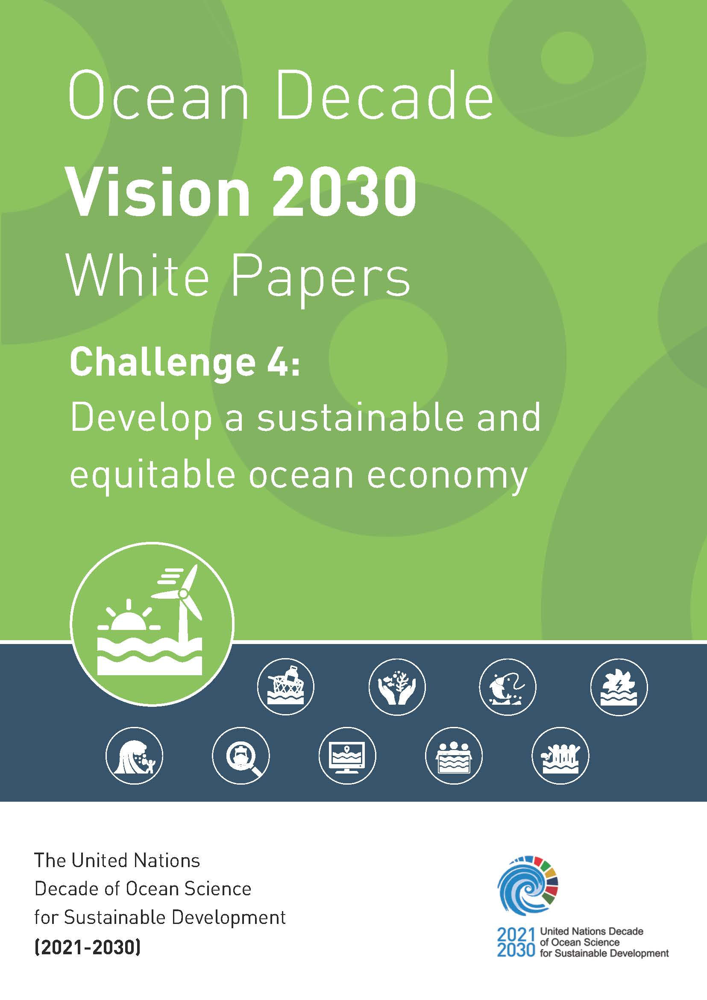 Ocean Decade
Vision 2030
White Papers
Challenge 4:
Develop a sustainable and
equitable ocean economy
The United Nations
Decade of Ocean Science
for Sustainable Development
(2021-2030)
2021
2030
United Nations Decade
of Ocean Science
for Sustainable Development